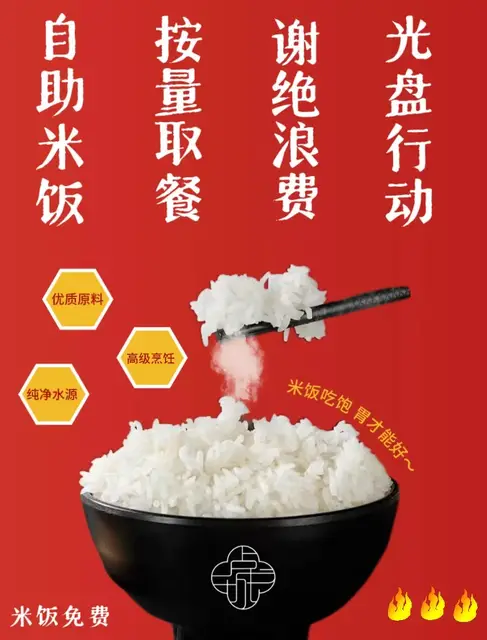 自助米饭
按量取餐
谢绝浪费
光盘行动
优质原料
高级烹饪
纯净水源
米饭吃饱 胃才能好～
米饭免费